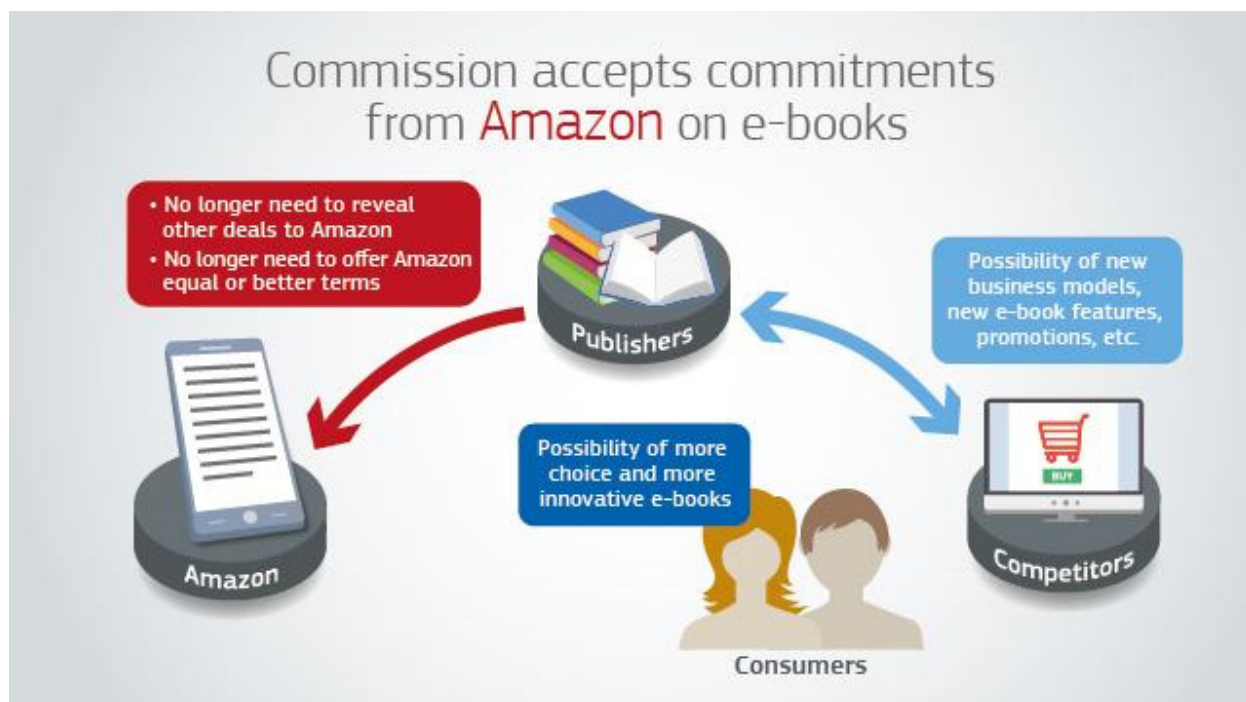 Commission accepts commitments
from Amazon on e-books
• No longer need to reveal
other deals to Amazon
• No longer need to offer Amazon
equal or better terms
Publishers
Possibility of new
business models,
new e-book features,
promotions, etc.
Possibility of more
choice and more
innovative e-books
BUY
Amazon
Competitors
Consumers